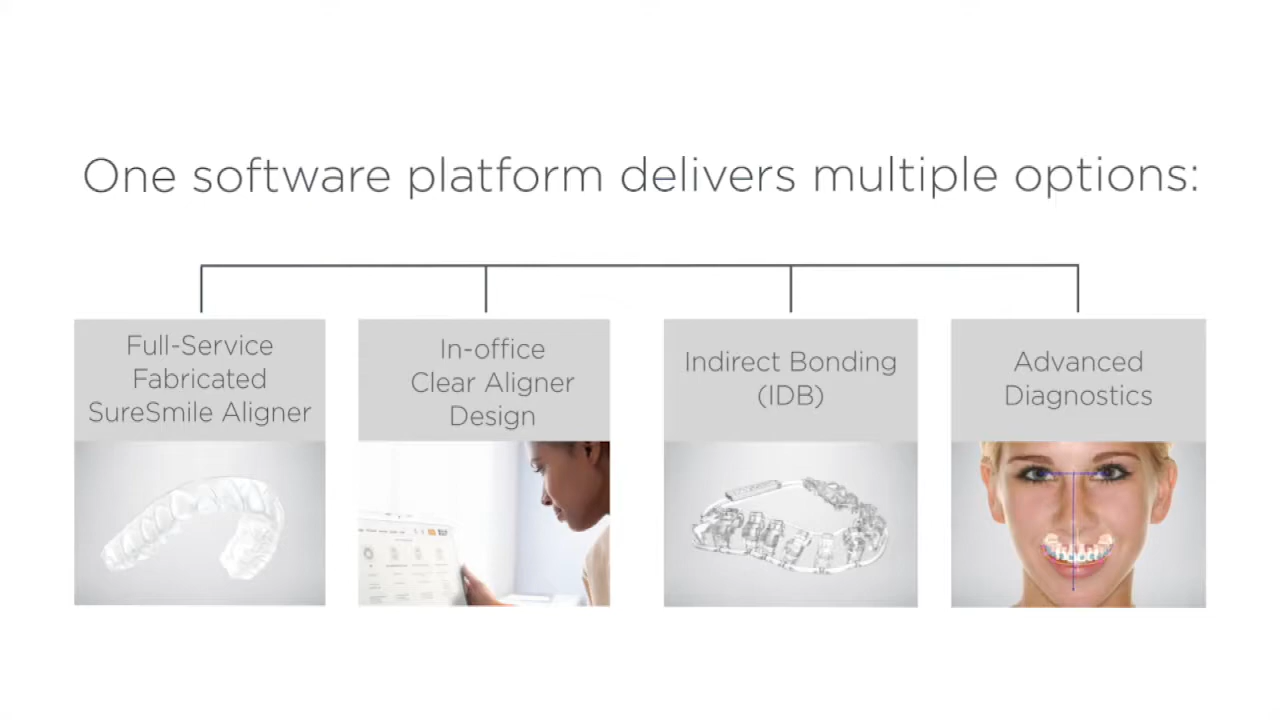 One software platform delivers multiple options:
Full-Service
Fabricated
SureSmile Aligner
In-office
Clear Aligner
Design
Indirect Bonding
(IDB)
Advanced
Diagnostics